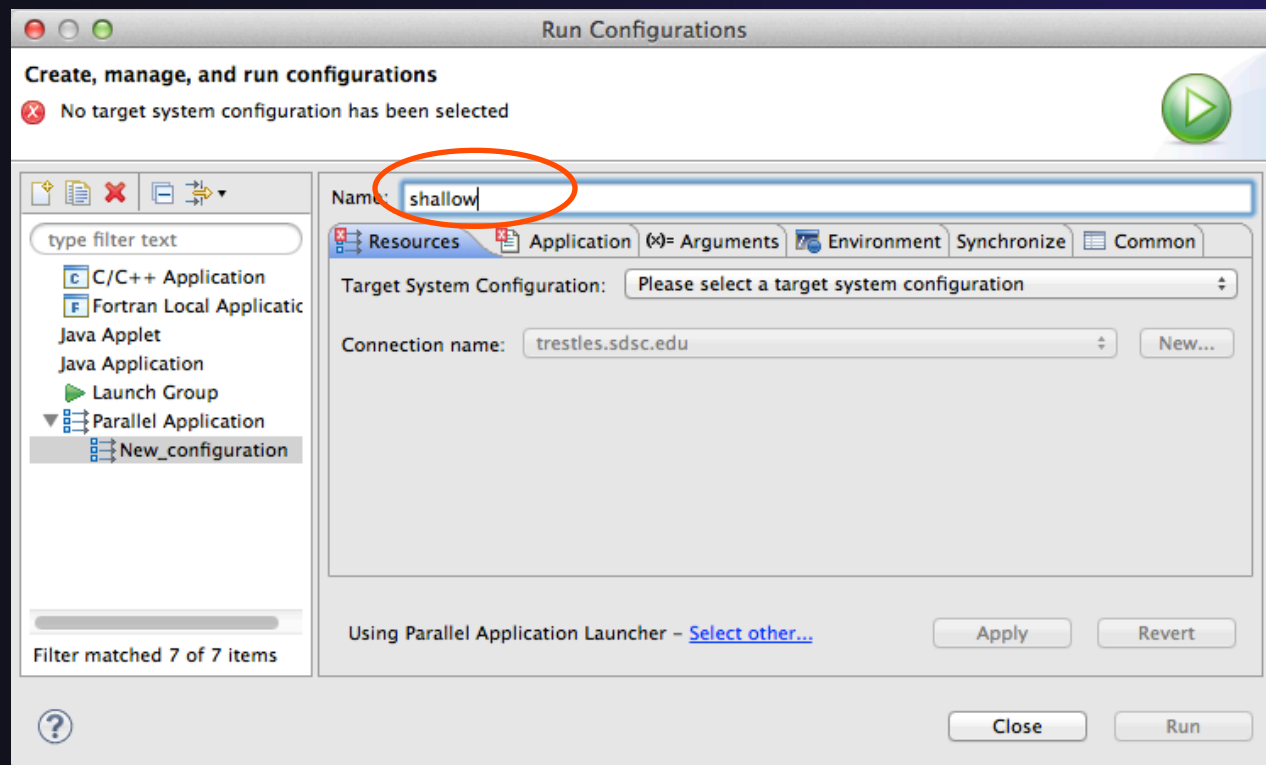 Run Configurations
Create, manage, and run configurations
No target system configuration has been selected
Name: shallow
type filter text
C/C++ Application
Fortran Local Applicatic
Java Applet
Java Application
Launch Group
Parallel Application
New_configuration
Filter matched 7 of 7 items
Resources Application (x)= Arguments Environment Synchronize Common
Target System Configuration: Please select a target system configuration
Connection name: trestles.sdsc.edu New...
Using Parallel Application Launcher – Select other... Apply Revert
? Close Run